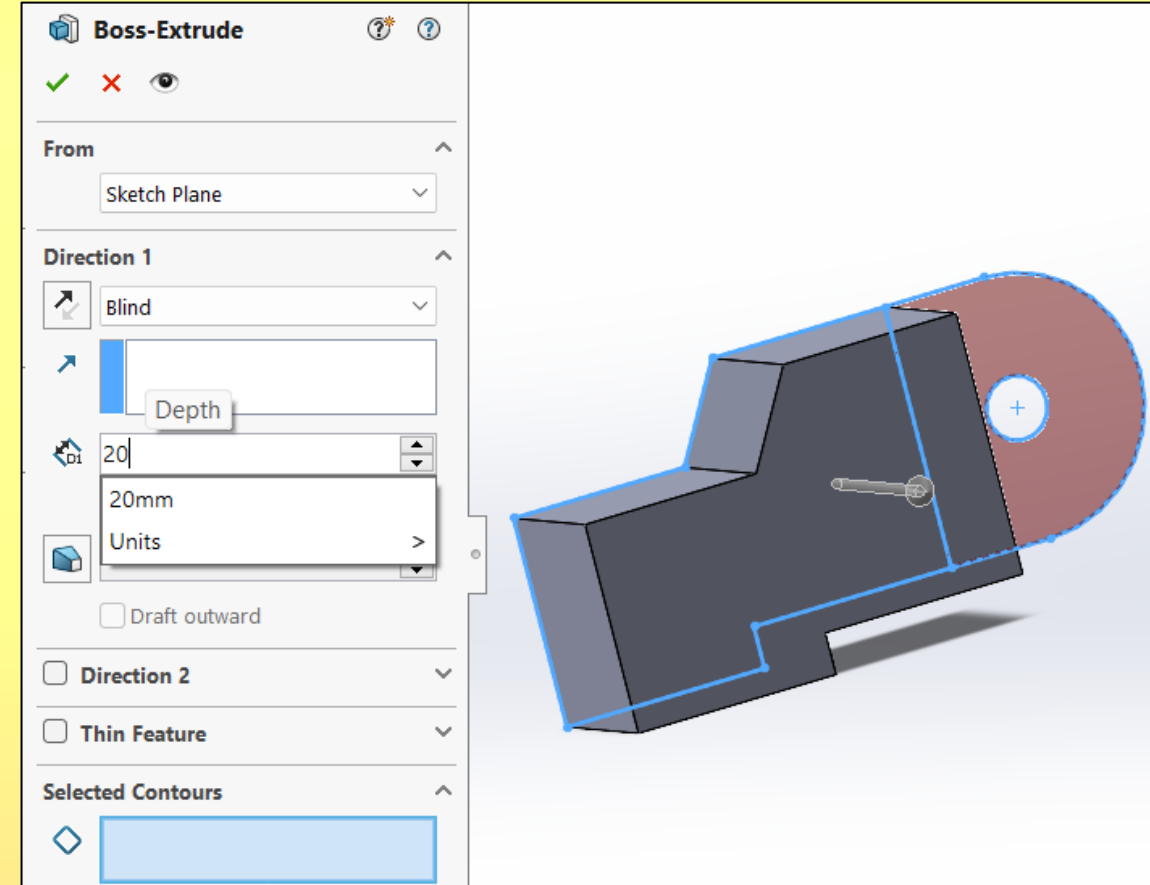 Boss-Extrude
From
Sketch Plane
Direction 1
Blind
Depth
D1
20
20mm
Units >
Draft outward
Direction 2
Thin Feature
Selected Contours